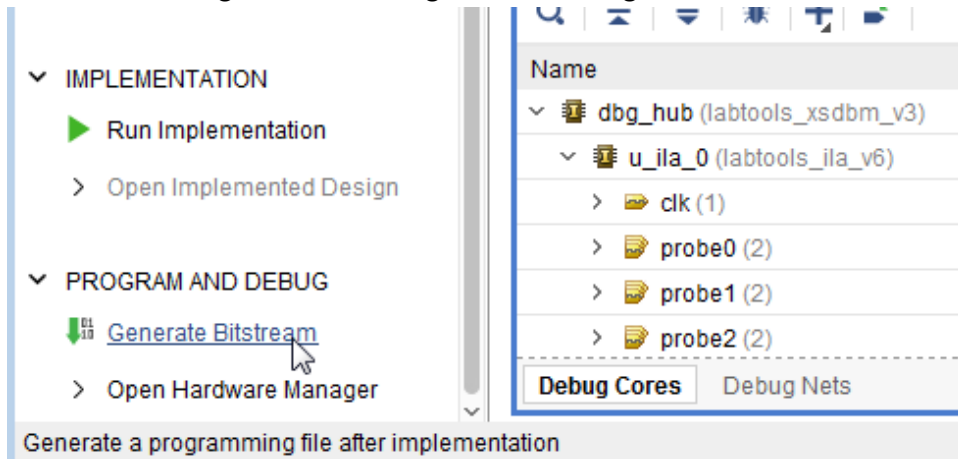 IMPLEMENTATION
Run Implementation
Open Implemented Design
PROGRAM AND DEBUG
Generate Bitstream
Open Hardware Manager
Name
dbg_hub (labtools_xsdbm_v3)
u_ila_0 (labtools_ila_v6)
clk (1)
probe0 (2)
probe1 (2)
probe2 (2)
Debug Cores Debug Nets
Generate a programming file after implementation